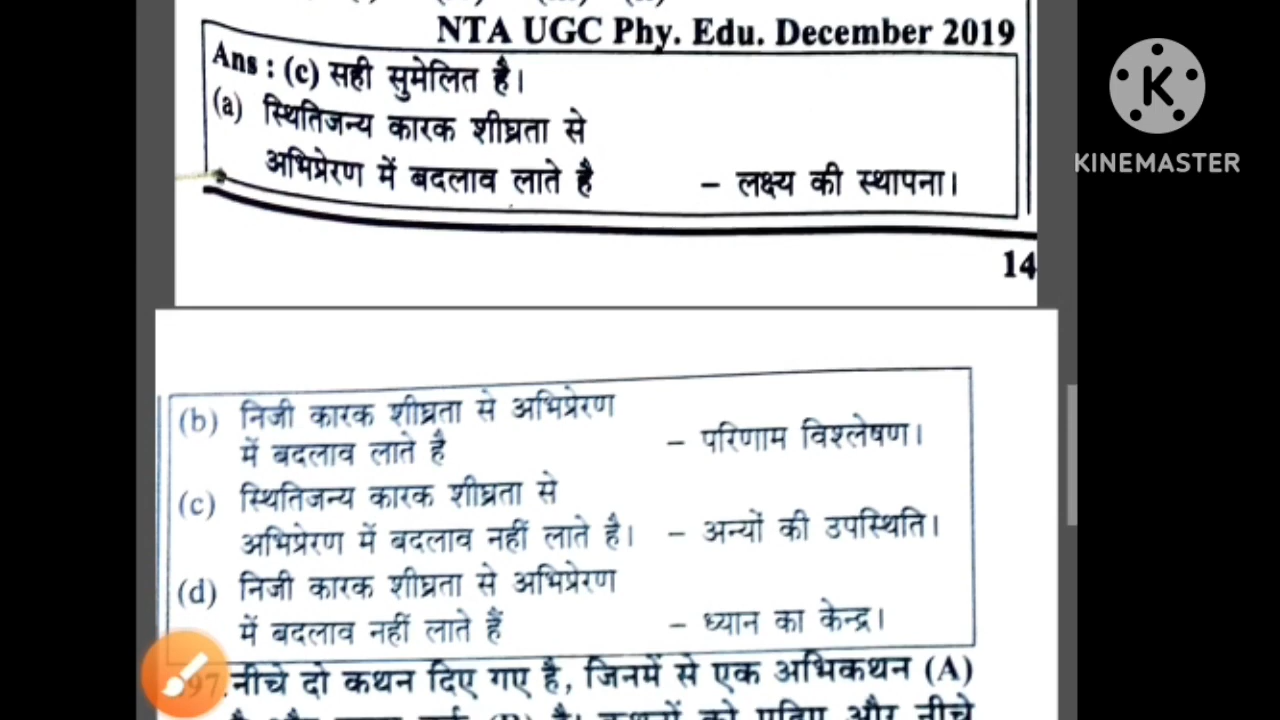 NTA UGC Phy. Edu. December 2019
Ans : (c) सही सुमेलित है।
(a) स्थितिजन्य कारक शीघ्रता से
अभिप्रेरण में बदलाव लाते है – लक्ष्य की स्थापना।
14
K
KINEMASTER
(b) निजी कारक शीघ्रता से अभिप्रेरण
में बदलाव लाते है – परिणाम विश्लेषण।
(c) स्थितिजन्य कारक शीघ्रता से
अभिप्रेरण में बदलाव नहीं लाते है। – अन्यों की उपस्थिति।
(d) निजी कारक शीघ्रता से अभिप्रेरण
में बदलाव नहीं लाते हैं – ध्यान का केन्द्र।
97. नीचे दो कथन दिए गए है, जिनमें से एक अभिकथन (A)